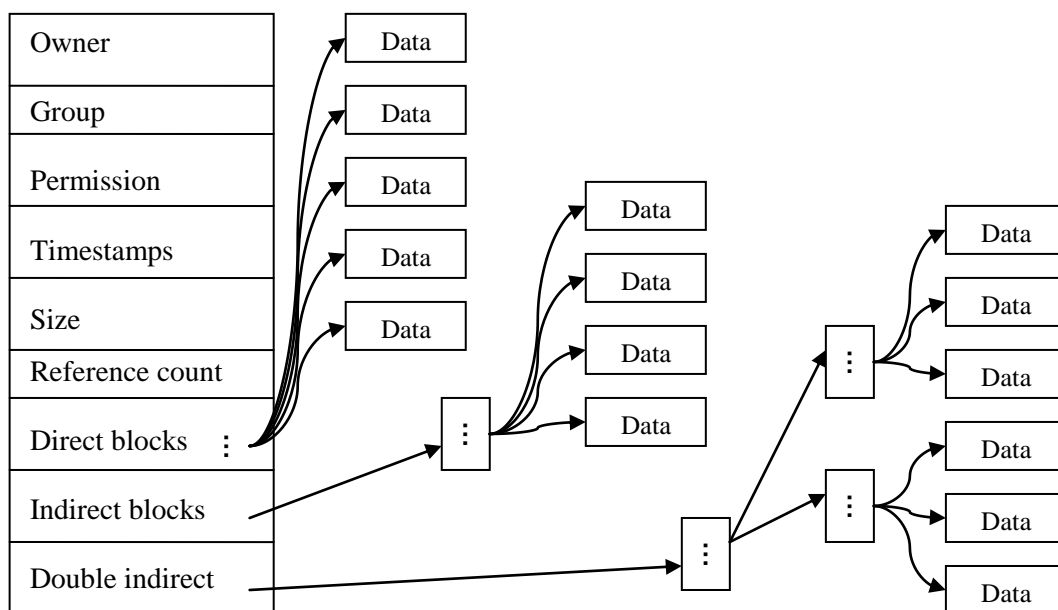 Owner
Group
Permission
Timestamps
Size
Reference count
Direct blocks ...
Indirect blocks
Double indirect
Data
Data
Data
Data
Data
...
Data
Data
Data
Data
...
...
Data
Data
Data
...
Data
Data
Data